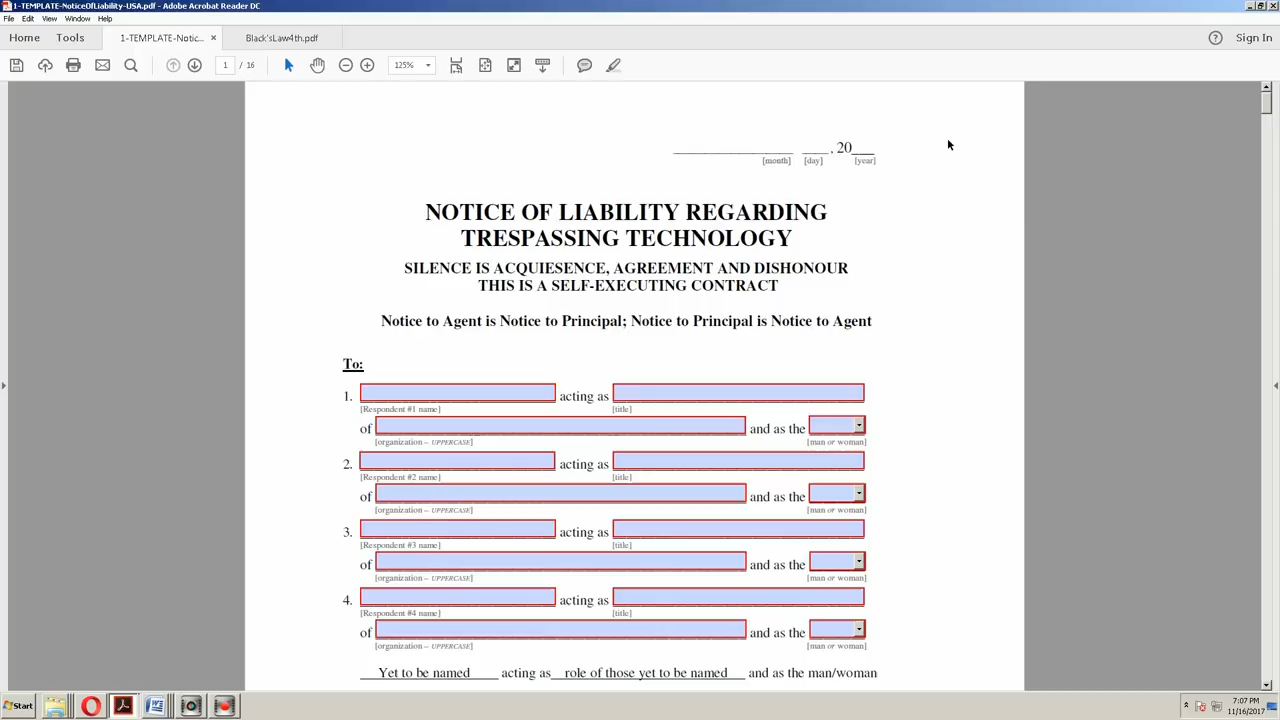 1-TEMPLATE-NoticeOfLiability-USA.pdf - Adobe Acrobat Reader DC
File Edit View Window Help
Home Tools 1-TEMPLATE-Notic... × Black'sLaw4th.pdf ? Sign In
1 / 16 125%
, 20
[month] [day] [year]
NOTICE OF LIABILITY REGARDING
TRESPASSING TECHNOLOGY
SILENCE IS ACQUIESENCE, AGREEMENT AND DISHONOUR
THIS IS A SELF-EXECUTING CONTRACT
Notice to Agent is Notice to Principal; Notice to Principal is Notice to Agent
To:
1. acting as
[Respondent #1 name] [title]
of and as the
[organization – UPPERCASE] [man or woman]
2. acting as
[Respondent #2 name] [title]
of and as the
[organization – UPPERCASE] [man or woman]
3. acting as
[Respondent #3 name] [title]
of and as the
[organization – UPPERCASE] [man or woman]
4. acting as
[Respondent #4 name] [title]
of and as the
[organization – UPPERCASE] [man or woman]
Yet to be named acting as role of those yet to be named and as the man/woman
Start
7:07 PM
11/16/2017